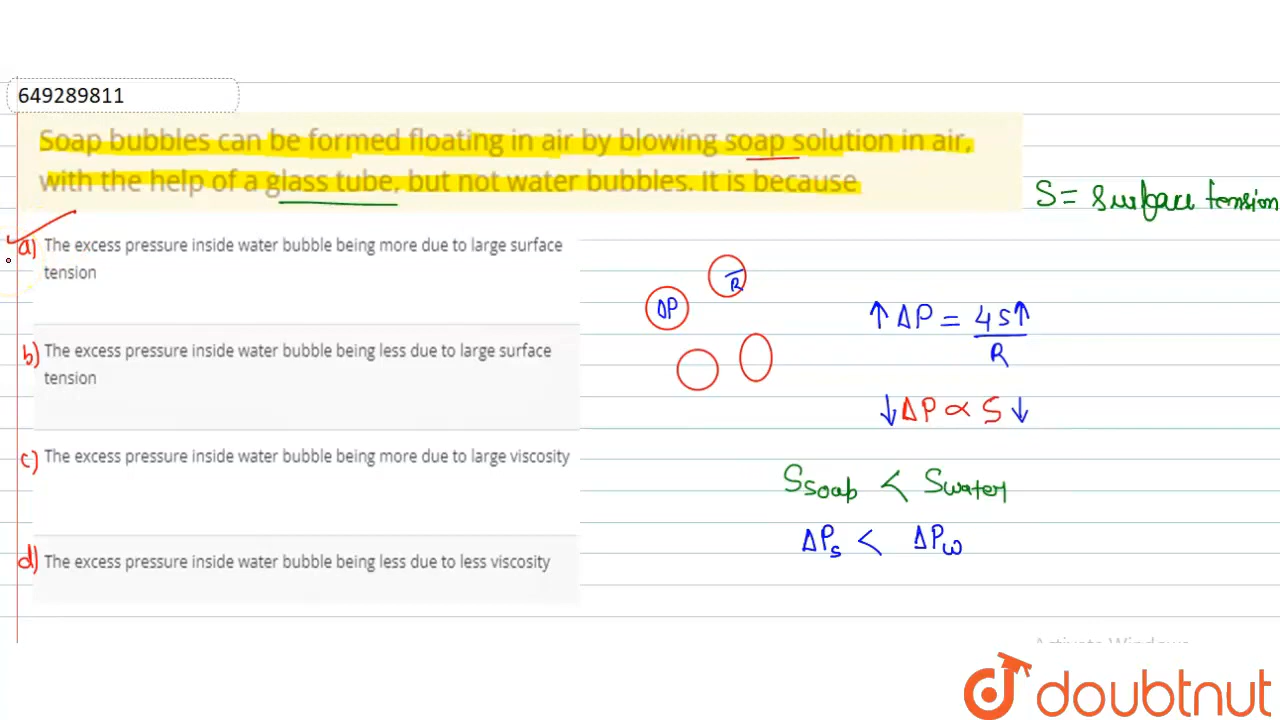 649289811
Soap bubbles can be formed floating in air by blowing soap solution in air,
with the help of a glass tube, but not water bubbles. It is because
S = Surface tension
a) The excess pressure inside water bubble being more due to large surface
tension
b) The excess pressure inside water bubble being less due to large surface
tension
c) The excess pressure inside water bubble being more due to large viscosity
d) The excess pressure inside water bubble being less due to less viscosity
R
ΔP
↑ ΔP = 4S↑
R
↓ ΔP ∝ S ↓
Ssoap < Swater
ΔPs < ΔPw
doubtnut